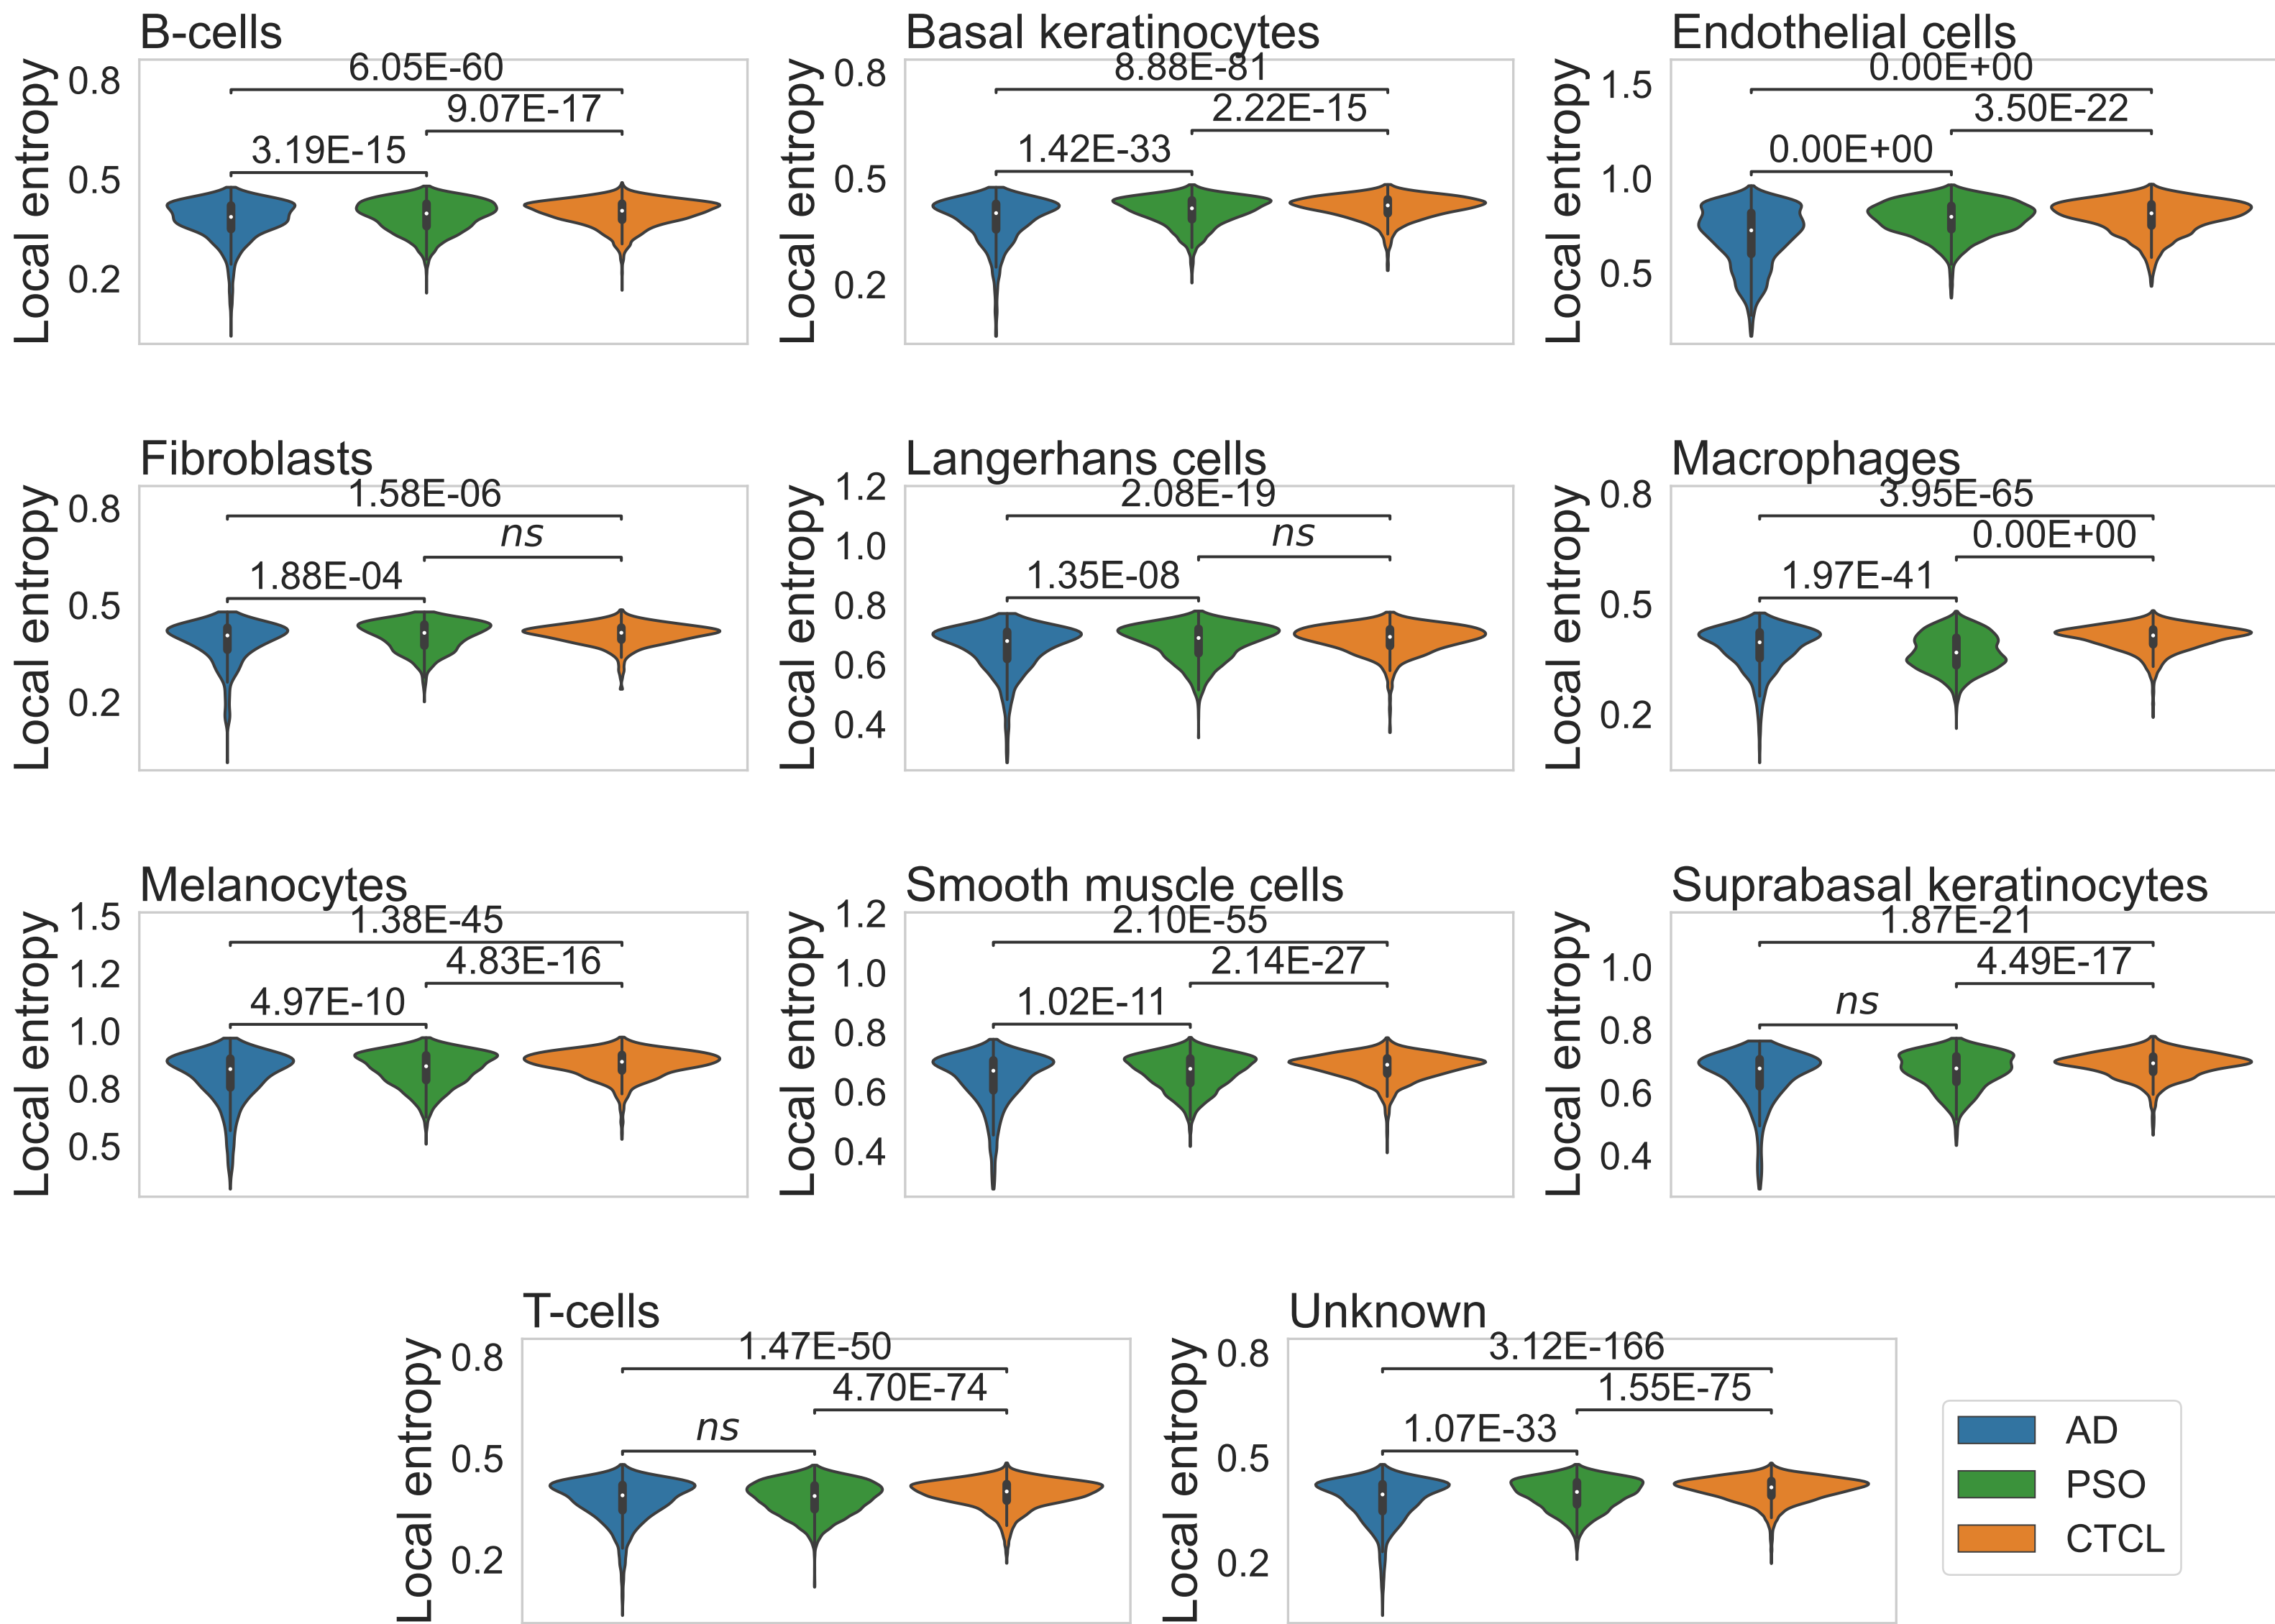 B-cells
Local entropy
0.8
0.5
0.2
6.05E-60
9.07E-17
3.19E-15
Basal keratinocytes
Local entropy
0.8
0.5
0.2
8.88E-81
2.22E-15
1.42E-33
Endothelial cells
Local entropy
1.5
1.0
0.5
0.00E+00
3.50E-22
0.00E+00
Fibroblasts
Local entropy
0.8
0.5
0.2
1.58E-06
ns
1.88E-04
Langerhans cells
Local entropy
1.2
1.0
0.8
0.6
0.4
2.08E-19
ns
1.35E-08
Macrophages
Local entropy
0.8
0.5
0.2
3.95E-65
0.00E+00
1.97E-41
Melanocytes
Local entropy
1.5
1.2
1.0
0.8
0.5
1.38E-45
4.83E-16
4.97E-10
Smooth muscle cells
Local entropy
1.2
1.0
0.8
0.6
0.4
2.10E-55
2.14E-27
1.02E-11
Suprabasal keratinocytes
Local entropy
1.0
0.8
0.6
0.4
1.87E-21
4.49E-17
ns
T-cells
Local entropy
0.8
0.5
0.2
1.47E-50
4.70E-74
ns
Unknown
Local entropy
0.8
0.5
0.2
3.12E-166
1.55E-75
1.07E-33
AD
PSO
CTCL